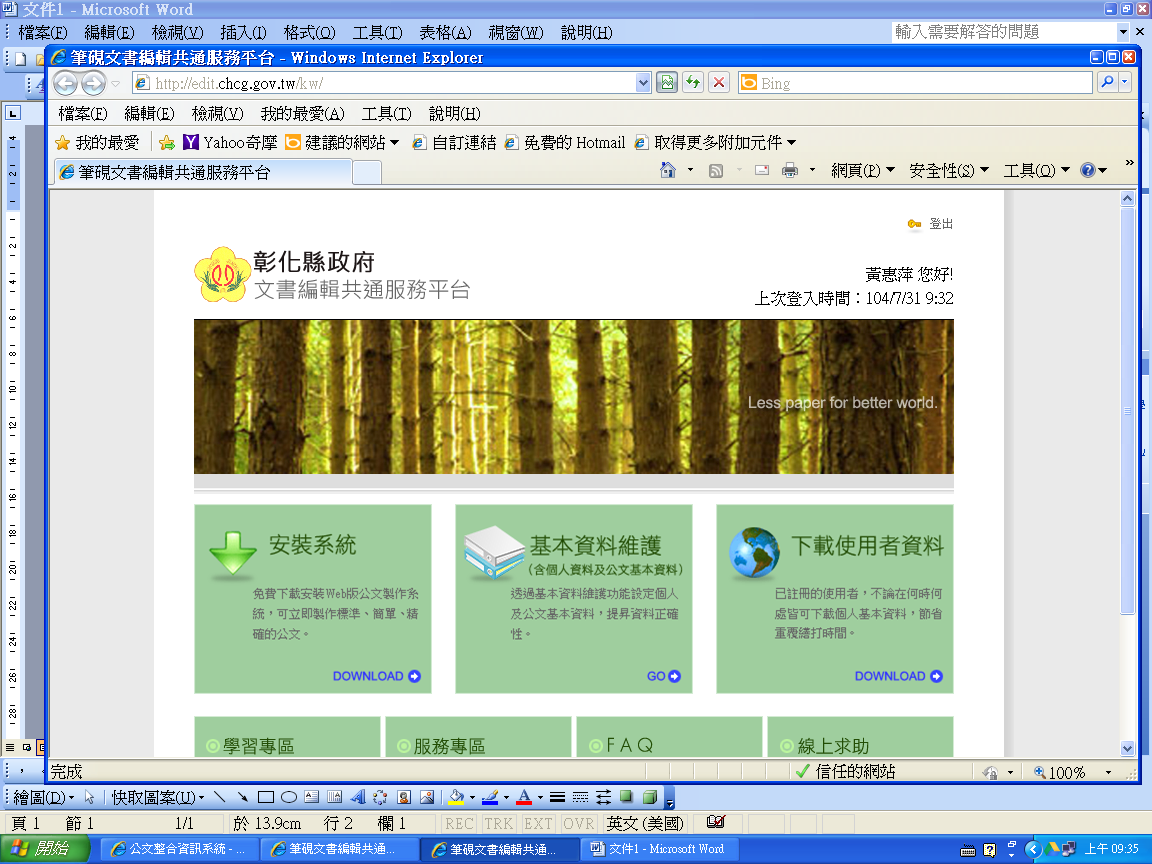 文件1 - Microsoft Word
檔案(F) 編輯(E) 檢視(V) 插入(I) 格式(O) 工具(T) 表格(A) 視窗(W) 說明(H) 輸入需要解答的問題
筆硯文書編輯共通服務平台 - Windows Internet Explorer
http://edit.chcg.gov.tw/kw/ Bing
檔案(F) 編輯(E) 檢視(V) 我的最愛(A) 工具(T) 說明(H)
我的最愛 Yahoo奇摩 建議的網站 自訂連結 免費的 Hotmail 取得更多附加元件
筆硯文書編輯共通服務平台 網頁(P) 安全性(S) 工具(O)
登出
彰化縣政府
文書編輯共通服務平台
黃惠萍 您好!
上次登入時間：104/7/31 9:32
Less paper for better world.
安裝系統
免費下載安裝Web版公文製作系
統，可立即製作標準、簡單、精
確的公文。
DOWNLOAD
基本資料維護
(含個人資料及公文基本資料)
透過基本資料維護功能設定個人
及公文基本資料，提昇資料正確
性。
GO
下載使用者資料
已註冊的使用者，不論在何時何
處皆可下載個人基本資料，節省
重覆繕打時間。
DOWNLOAD
學習專區 服務專區 FAQ 線上求助
完成 信任的網站 100%
繪圖(D) 快取圖案(U)
頁 1 節 1 1/1 於 13.9cm 行 2 欄 1 REC TRK EXT OVR 英文(美國)
開始 公文整合資訊系統 - ... 筆硯文書編輯共通... 筆硯文書編輯共通... 文件1 - Microsoft Word 上午 09:35